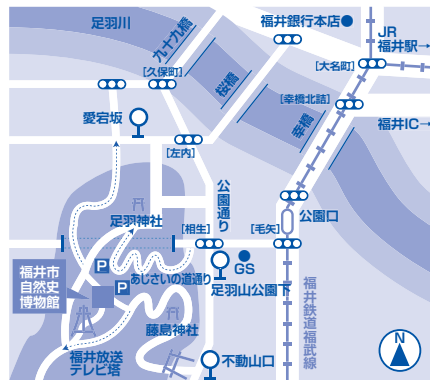 足羽川
九十九橋
福井銀行本店
JR
福井駅→
[久保町]
桜橋
[大名町]
愛宕坂
[幸橋北詰]
幸橋
福井IC→
[左内]
公園通り
足羽神社
[相生]
[毛矢]
公園口
福井市
自然史
博物館
P
P
あじさいの道通り
GS
足羽山公園下
藤島神社
福井鉄道福武線
福井放送
テレビ塔
不動山口
N